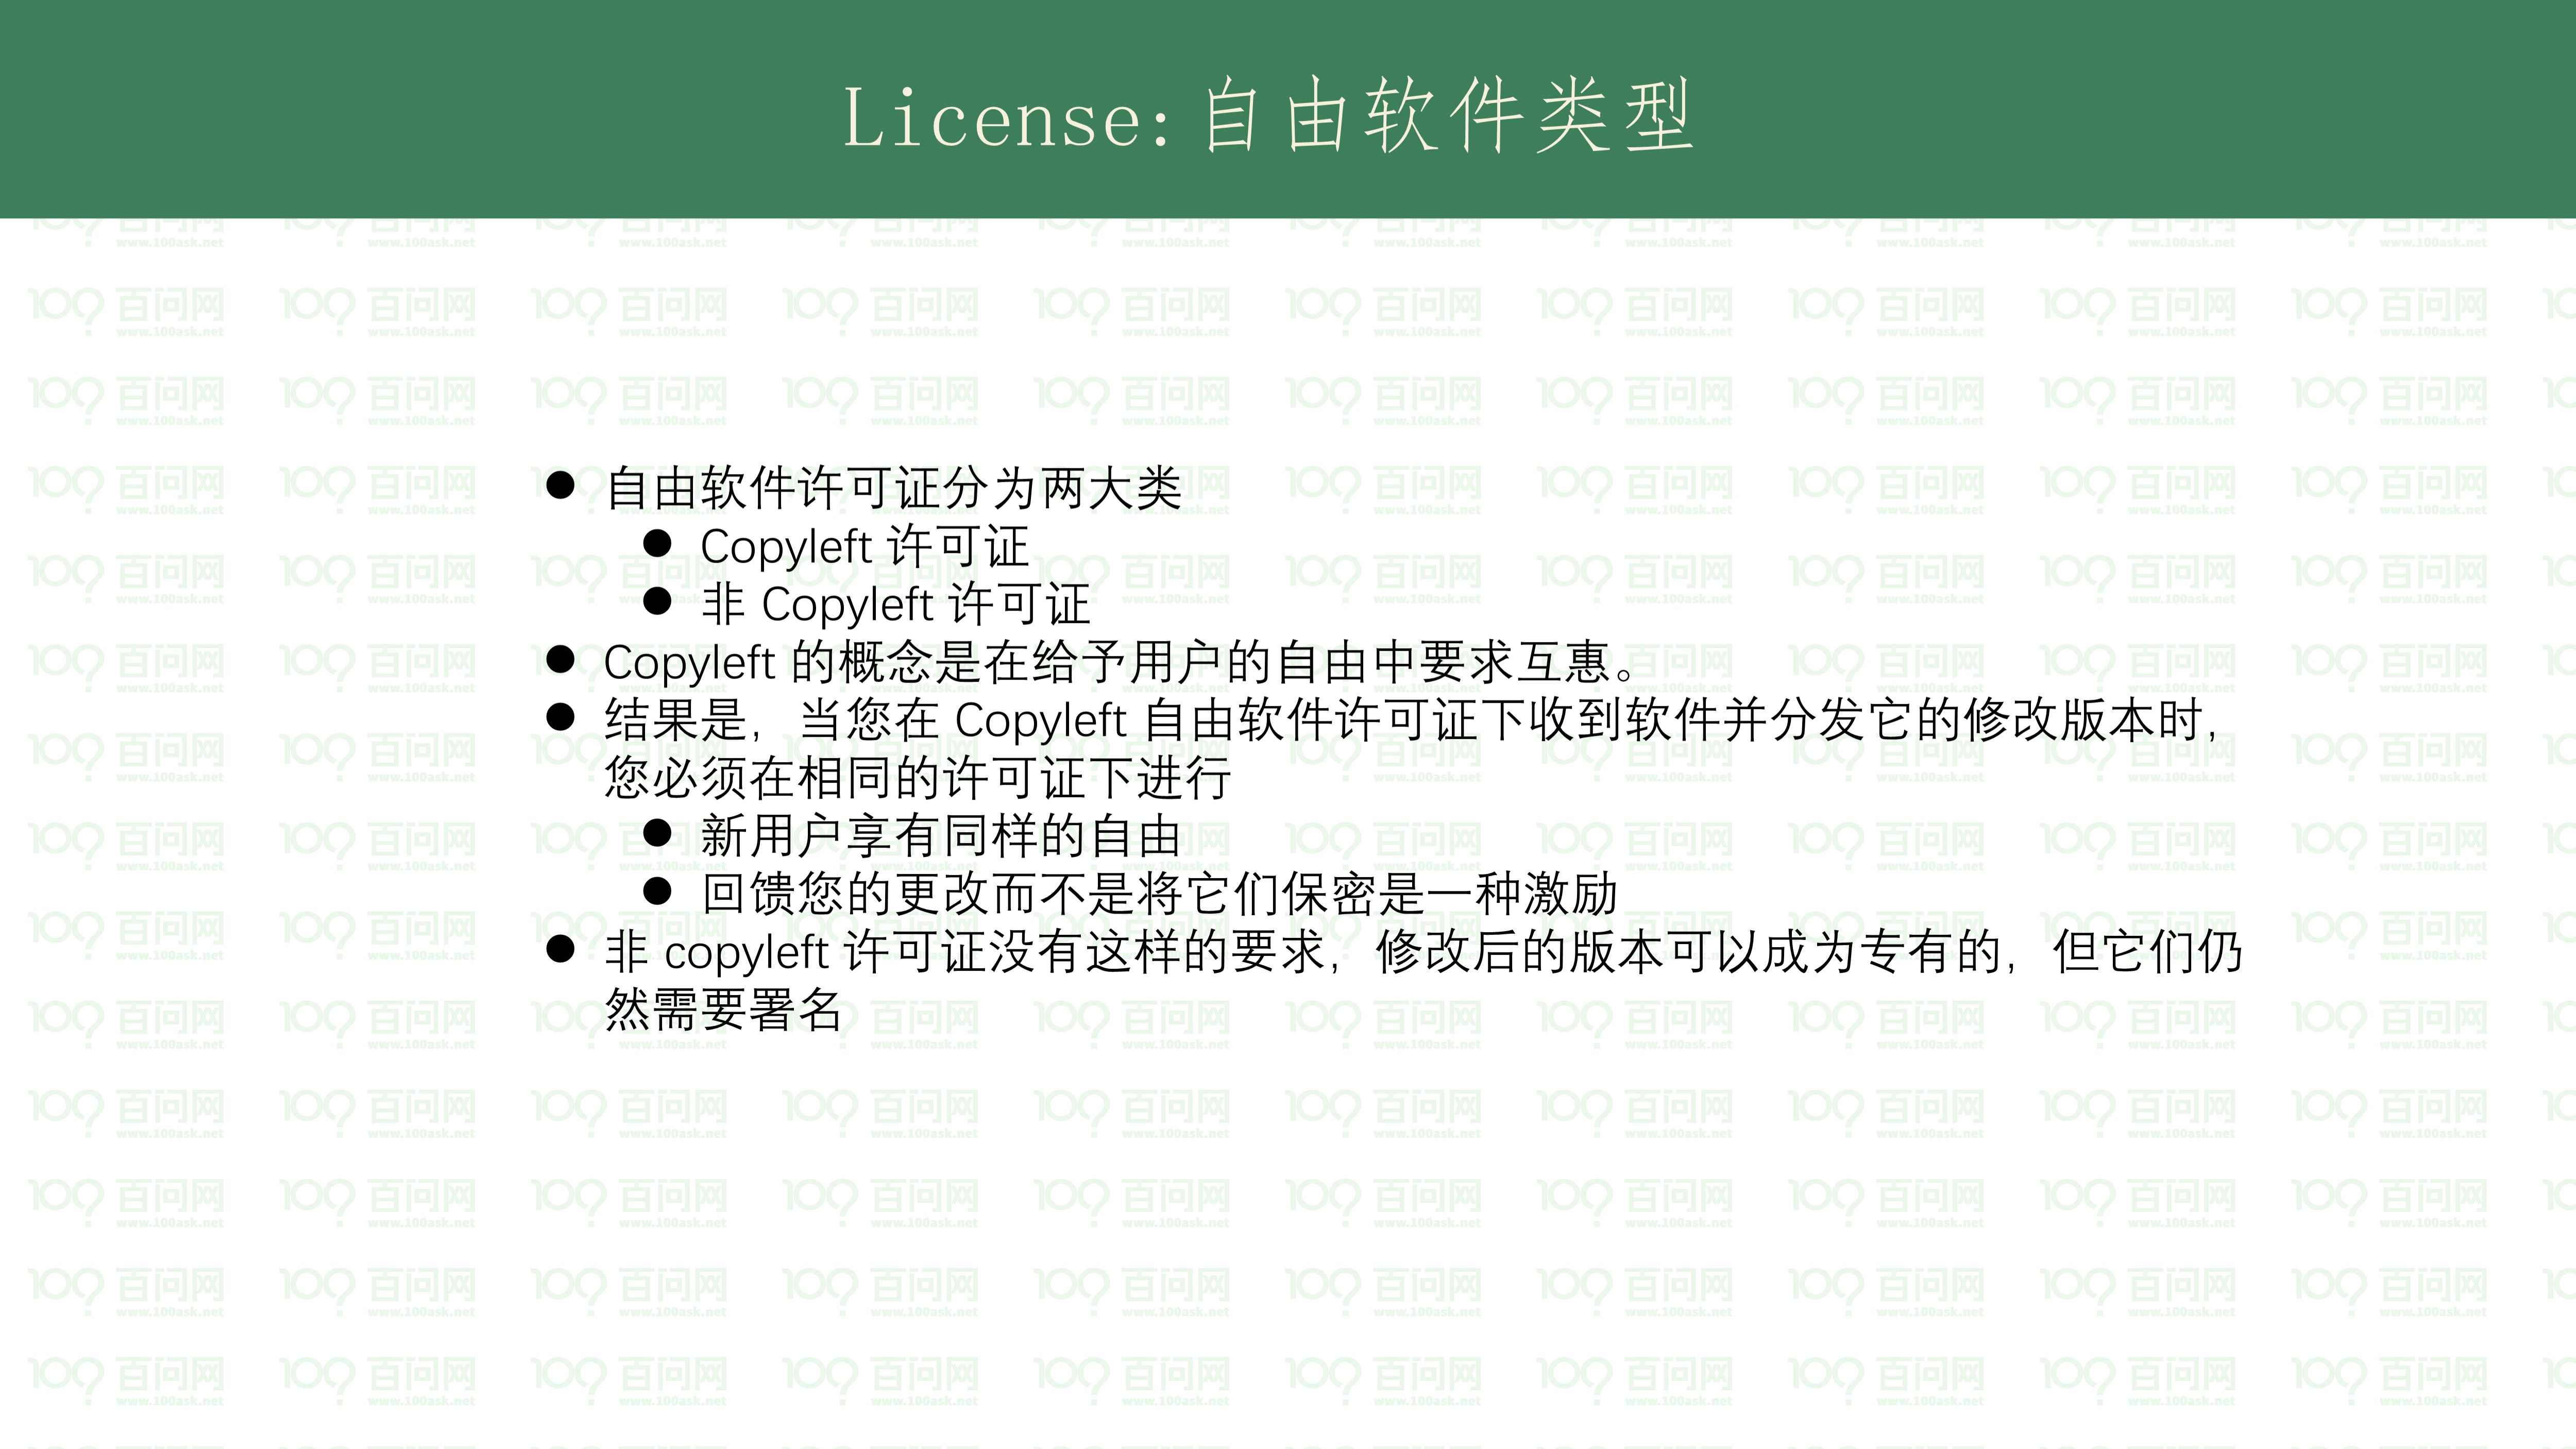 License:自由软件类型
● 自由软件许可证分为两大类
● Copyleft 许可证
● 非 Copyleft 许可证
● Copyleft 的概念是在给予用户的自由中要求互惠。
● 结果是，当您在 Copyleft 自由软件许可证下收到软件并分发它的修改版本时，
您必须在相同的许可证下进行
● 新用户享有同样的自由
● 回馈您的更改而不是将它们保密是一种激励
● 非 copyleft 许可证没有这样的要求，修改后的版本可以成为专有的，但它们仍
然需要署名
百问网
www.100ask.net